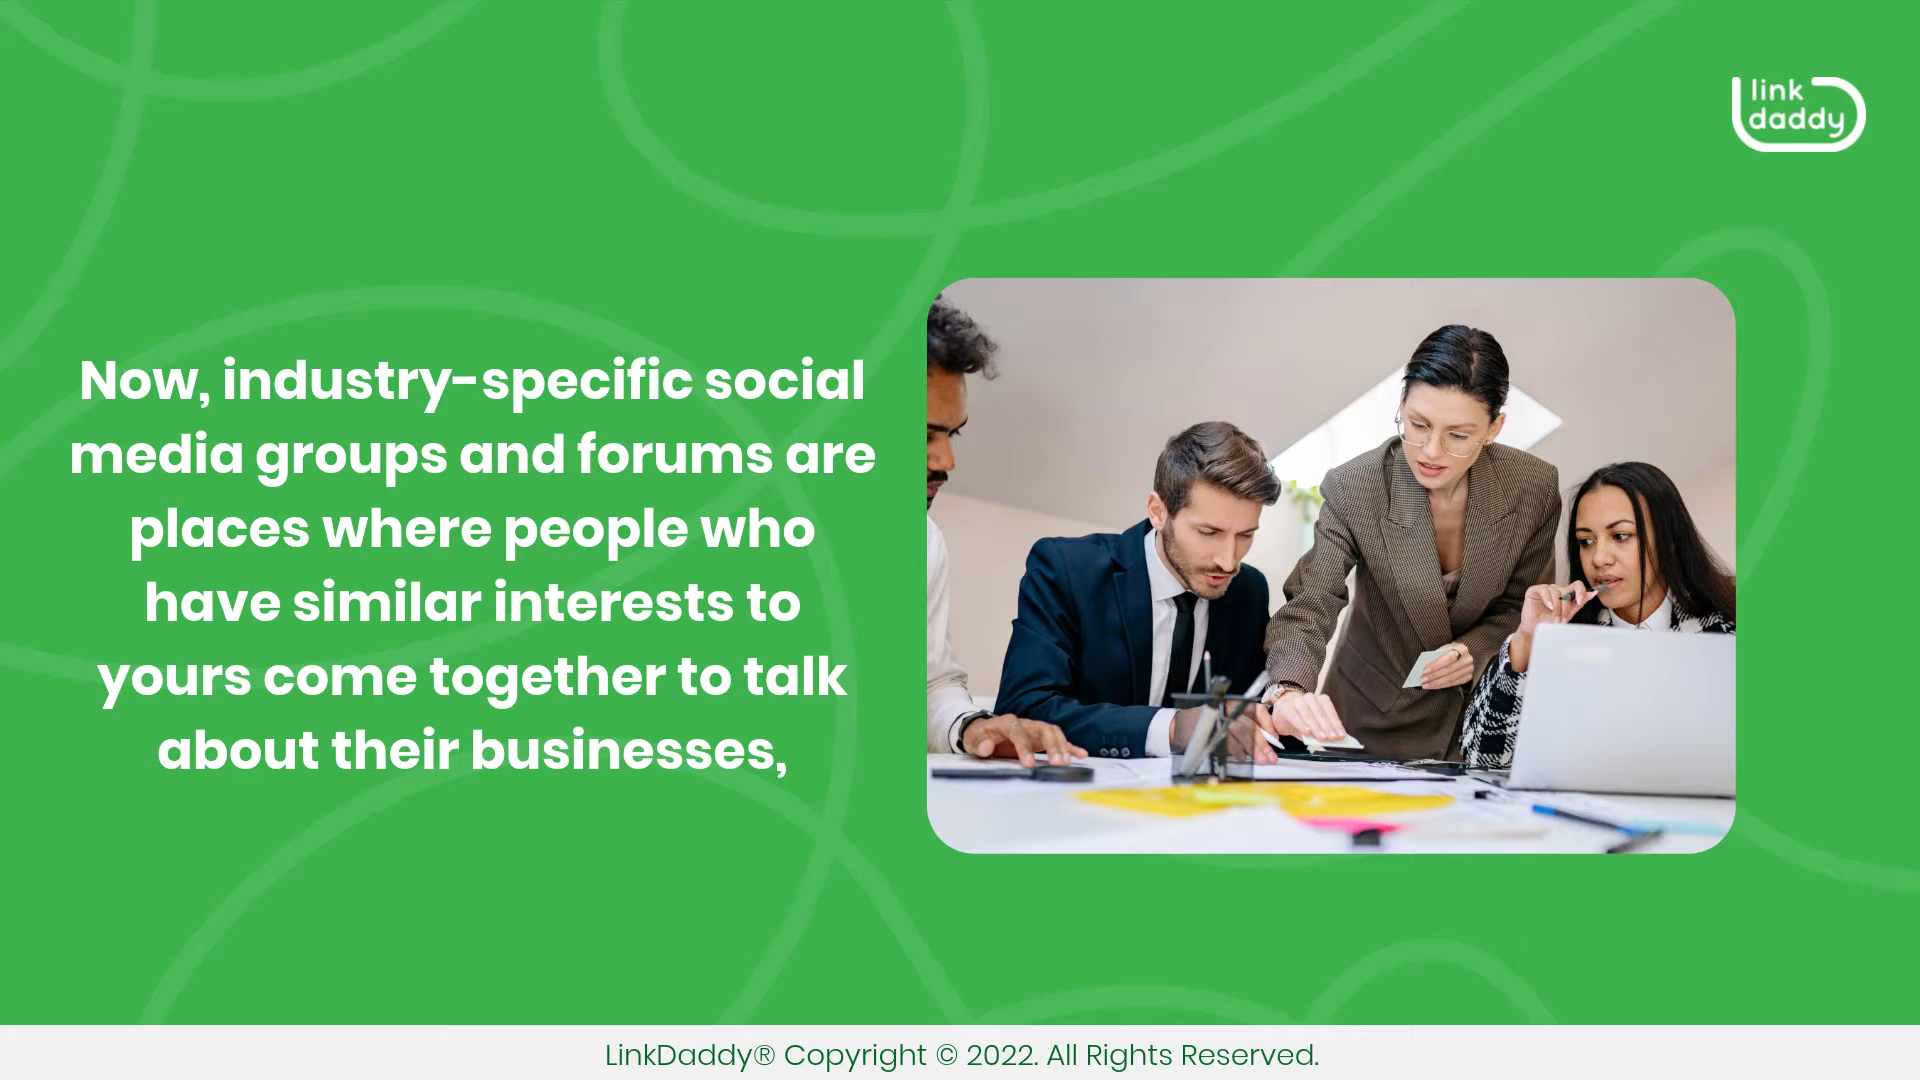 link
daddy
Now, industry-specific social
media groups and forums are
places where people who
have similar interests to
yours come together to talk
about their businesses,
LinkDaddy® Copyright © 2022. All Rights Reserved.